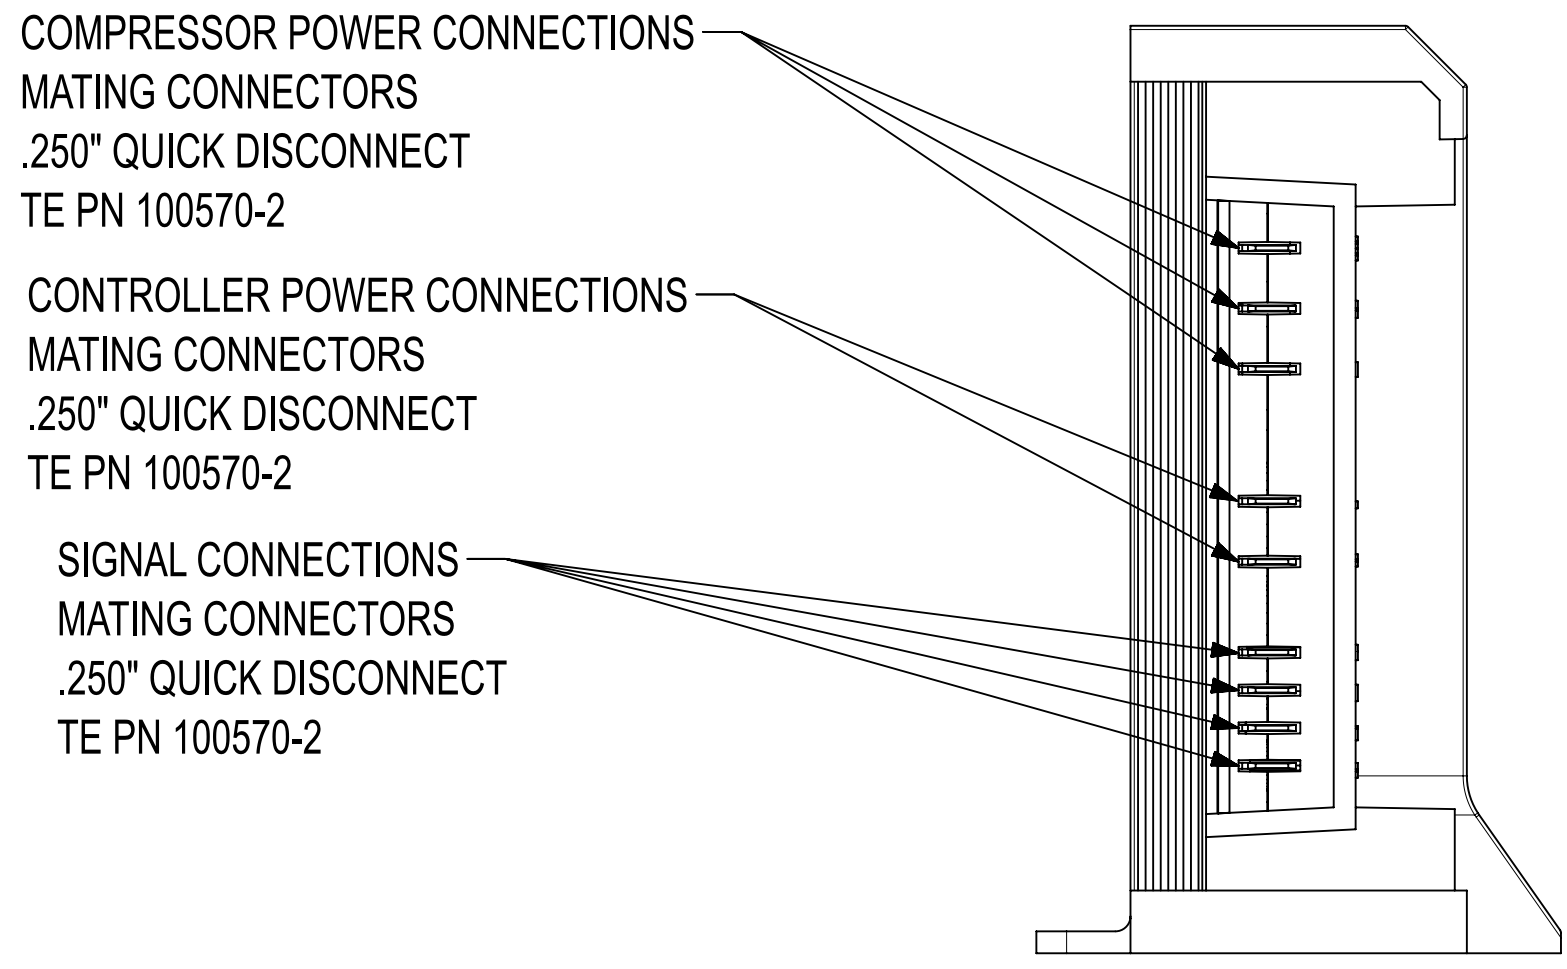 COMPRESSOR POWER CONNECTIONS
MATING CONNECTORS
.250" QUICK DISCONNECT
TE PN 100570-2
CONTROLLER POWER CONNECTIONS
MATING CONNECTORS
.250" QUICK DISCONNECT
TE PN 100570-2
SIGNAL CONNECTIONS
MATING CONNECTORS
.250" QUICK DISCONNECT
TE PN 100570-2